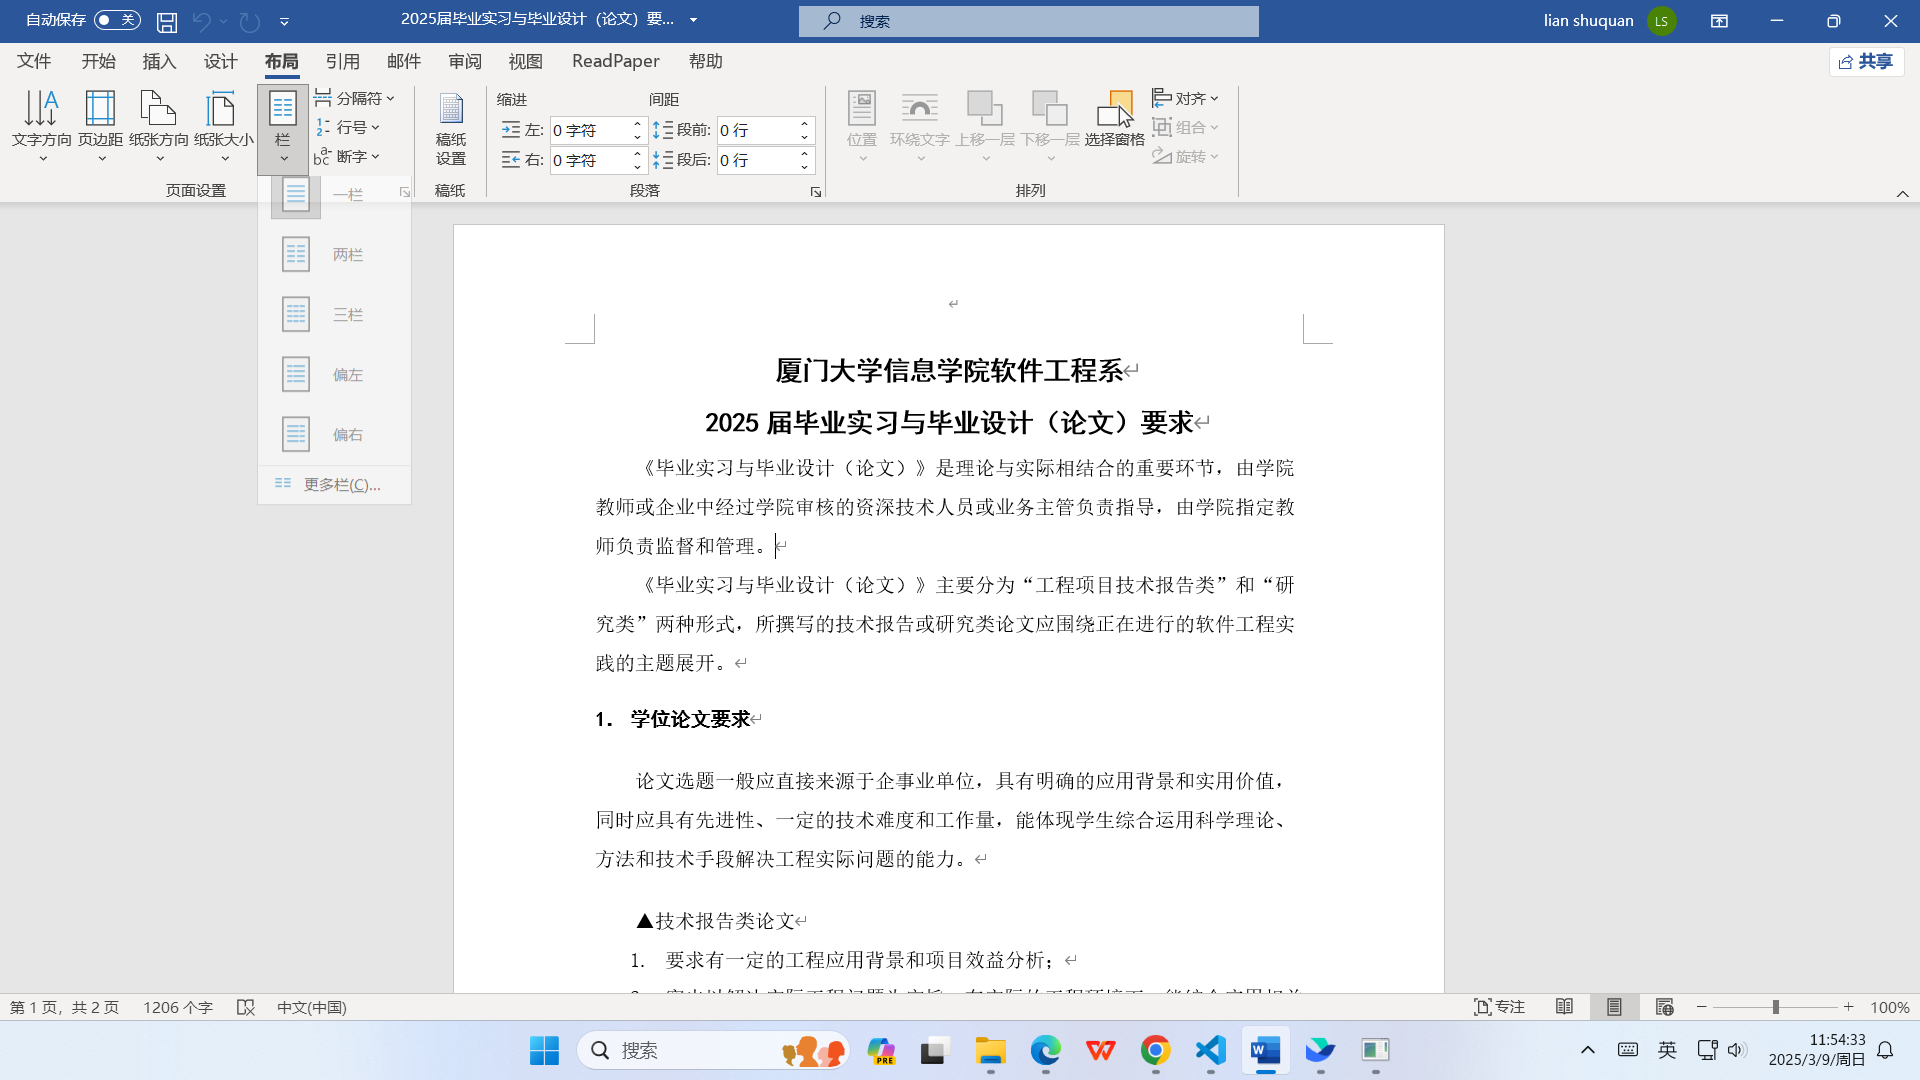 自动保存 关 2025届毕业实习与毕业设计（论文）要... 搜索 lian shuquan LS
文件 开始 插入 设计 布局 引用 邮件 审阅 视图 ReadPaper 帮助 共享
文字方向 页边距 纸张方向 纸张大小 栏
分隔符
行号
断字
页面设置
稿纸
设置
稿纸
缩进 间距
左: 0 字符 段前: 0 行
右: 0 字符 段后: 0 行
段落
位置 环绕文字 上移一层 下移一层 选择窗格
对齐
组合
旋转
排列
一栏
两栏
三栏
偏左
偏右
更多栏(C)...
厦门大学信息学院软件工程系
2025 届毕业实习与毕业设计（论文）要求
《毕业实习与毕业设计（论文）》是理论与实际相结合的重要环节，由学院
教师或企业中经过学院审核的资深技术人员或业务主管负责指导，由学院指定教
师负责监督和管理。
《毕业实习与毕业设计（论文）》主要分为“工程项目技术报告类”和“研
究类”两种形式，所撰写的技术报告或研究类论文应围绕正在进行的软件工程实
践的主题展开。
1. 学位论文要求
论文选题一般应直接来源于企事业单位，具有明确的应用背景和实用价值，
同时应具有先进性、一定的技术难度和工作量，能体现学生综合运用科学理论、
方法和技术手段解决工程实际问题的能力。
▲技术报告类论文
1. 要求有一定的工程应用背景和项目效益分析；
第 1 页，共 2 页 1206 个字 中文(中国) 专注 100%
搜索 PRE 英 11:54:33
2025/3/9/周日